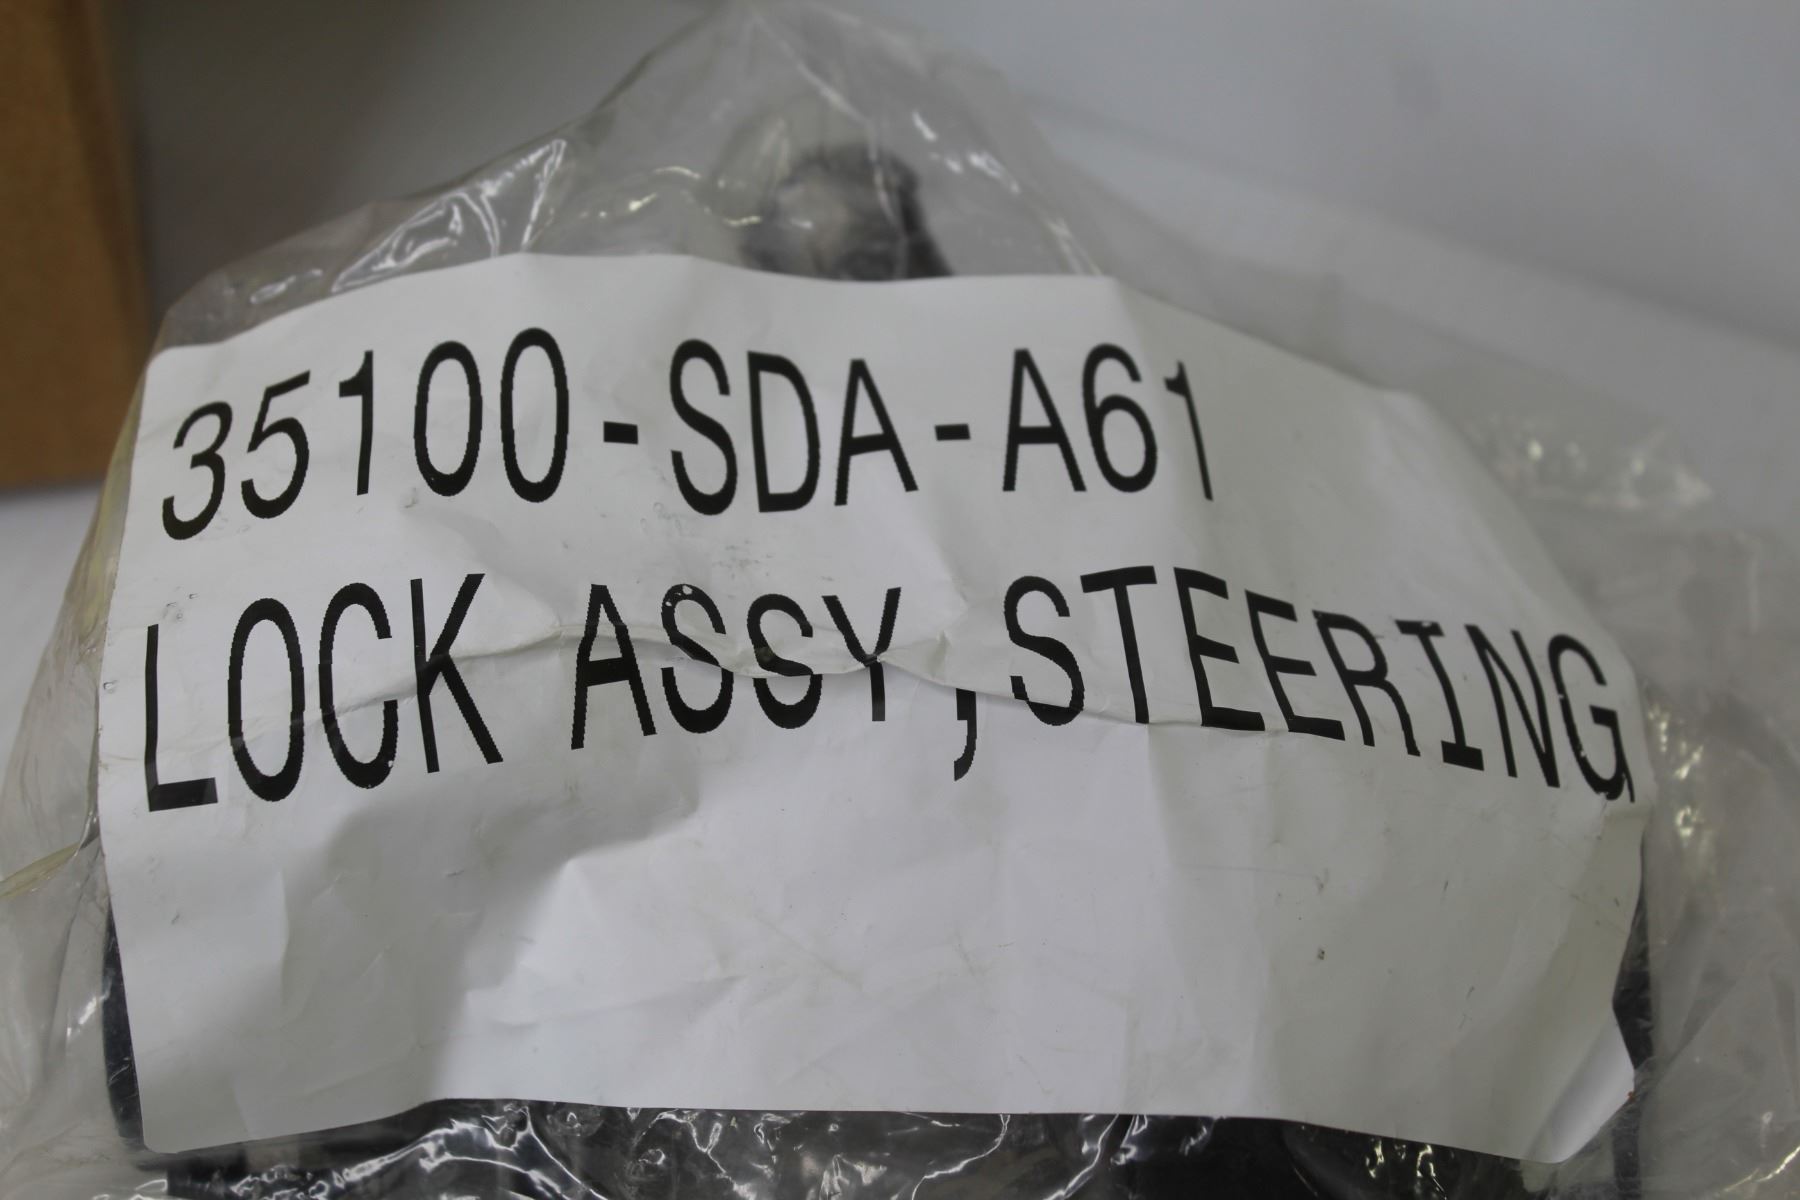 35100-SDA-A61
LOCK ASSY,STEERING